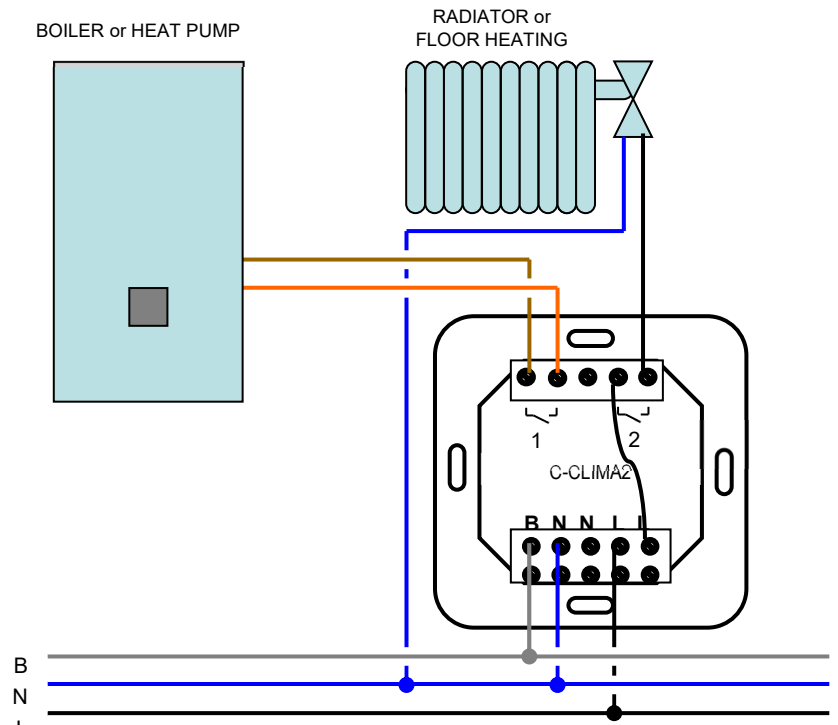 BOILER or HEAT PUMP
RADIATOR or
FLOOR HEATING
1
2
C-CLIMA2
B N N L L
B
N